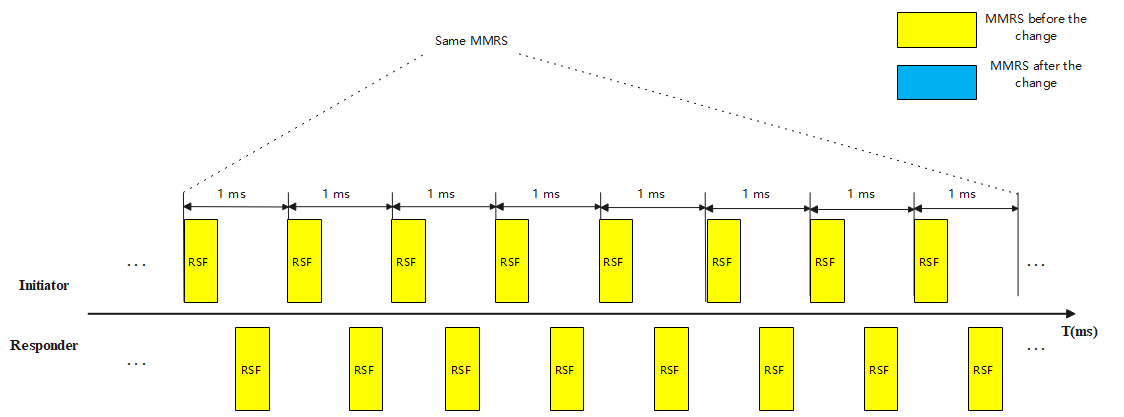 MMRS before the
change
Same MMRS
MMRS after the
change
1 ms 1 ms 1 ms 1 ms 1 ms 1 ms 1 ms 1 ms
... RSF RSF RSF RSF RSF RSF RSF RSF ...
Initiator
T(ms)
Responder
... RSF RSF RSF RSF RSF RSF RSF RSF ...